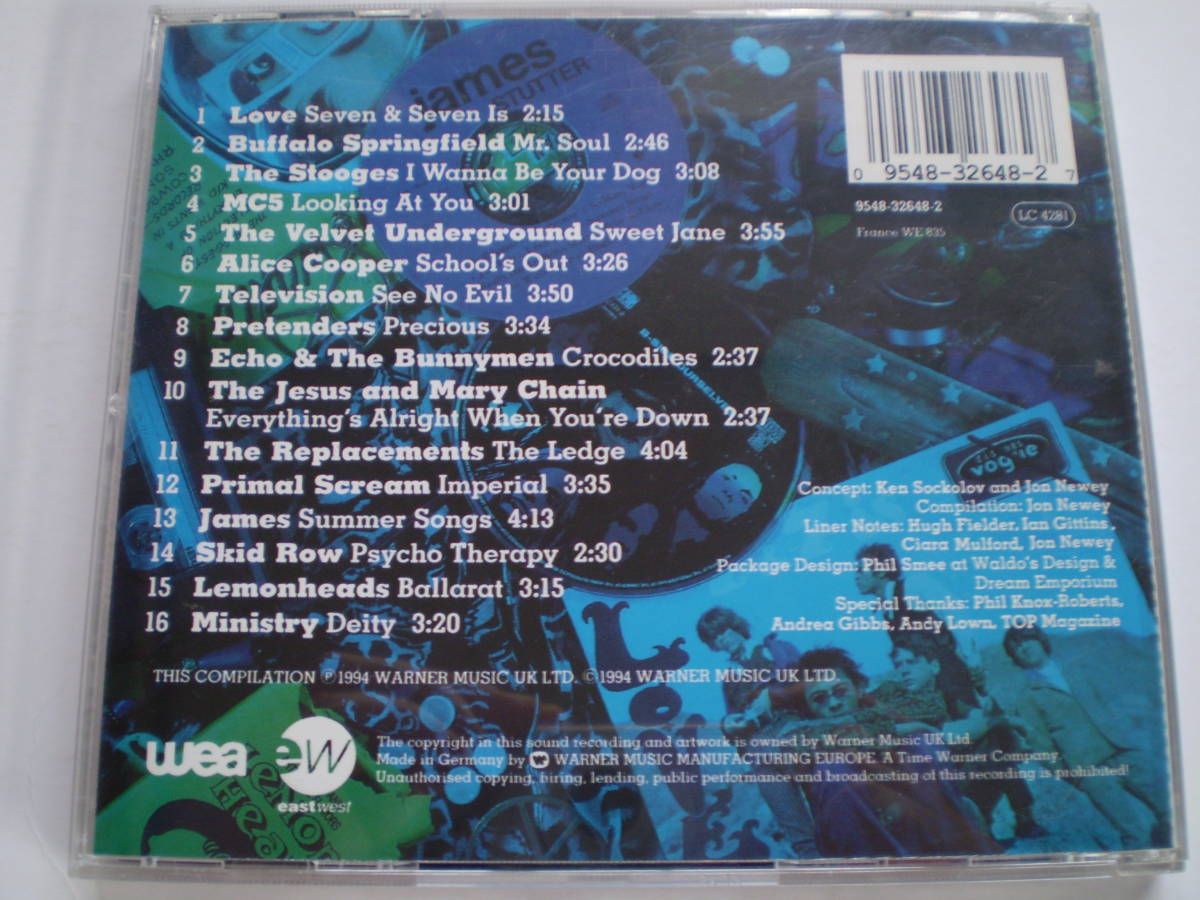 james
STUTTER
1 Love Seven & Seven Is 2:15
2 Buffalo Springfield Mr. Soul 2:46
3 The Stooges I Wanna Be Your Dog 3:08
4 MC5 Looking At You 3:01
5 The Velvet Underground Sweet Jane 3:55
6 Alice Cooper School's Out 3:26
7 Television See No Evil 3:50
8 Pretenders Precious 3:34
9 Echo & The Bunnymen Crocodiles 2:37
10 The Jesus and Mary Chain
Everything's Alright When You're Down 2:37
11 The Replacements The Ledge 4:04
12 Primal Scream Imperial 3:35
13 James Summer Songs 4:13
14 Skid Row Psycho Therapy 2:30
15 Lemonheads Ballarat 3:15
16 Ministry Deity 3:20
0 9548-32648-2 7
9548-32648-2
LC 4281
France WE 835
vogue
Concept: Ken Sockolov and Jon Newey
Compilation: Jon Newey
Liner Notes: Hugh Fielder, Ian Gittins,
Ciara Mulford, Jon Newey
Package Design: Phil Smee at Waldo's Design &
Dream Emporium
Special Thanks: Phil Knox-Roberts,
Andrea Gibbs, Andy Lown, TOP Magazine
THIS COMPILATION ℗1994 WARNER MUSIC UK LTD. ©1994 WARNER MUSIC UK LTD.
wea
ew
eastwest
The copyright in this sound recording and artwork is owned by Warner Music UK Ltd.
Made in Germany by WARNER MUSIC MANUFACTURING EUROPE. A Time Warner Company.
Unauthorised copying, hiring, lending, public performance and broadcasting of this recording is prohibited!